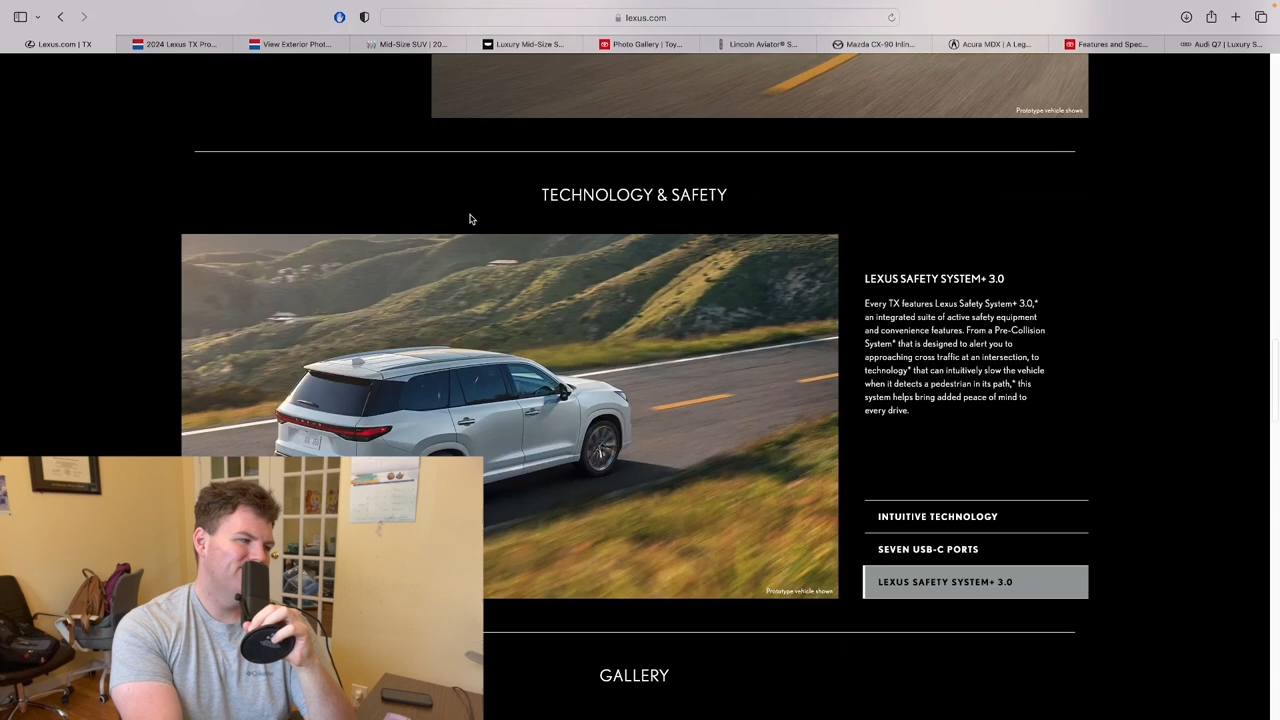 lexus.com
Lexus.com | TX
2024 Lexus TX Pro...
View Exterior Phot...
Mid-Size SUV | 20...
Luxury Mid-Size S...
Photo Gallery | Toy...
Lincoln Aviator® S...
Mazda CX-90 Inlin...
Acura MDX | A Leg...
Features and Spec...
Audi Q7 | Luxury S...
Prototype vehicle shown
TECHNOLOGY & SAFETY
LEXUS SAFETY SYSTEM+ 3.0
Every TX features Lexus Safety System+ 3.0,*
an integrated suite of active safety equipment
and convenience features. From a Pre-Collision
System* that is designed to alert you to
approaching cross traffic at an intersection, to
technology* that can intuitively slow the vehicle
when it detects a pedestrian in its path,* this
system helps bring added peace of mind to
every drive.
INTUITIVE TECHNOLOGY
SEVEN USB-C PORTS
LEXUS SAFETY SYSTEM+ 3.0
Prototype vehicle shown
GALLERY
Columbia